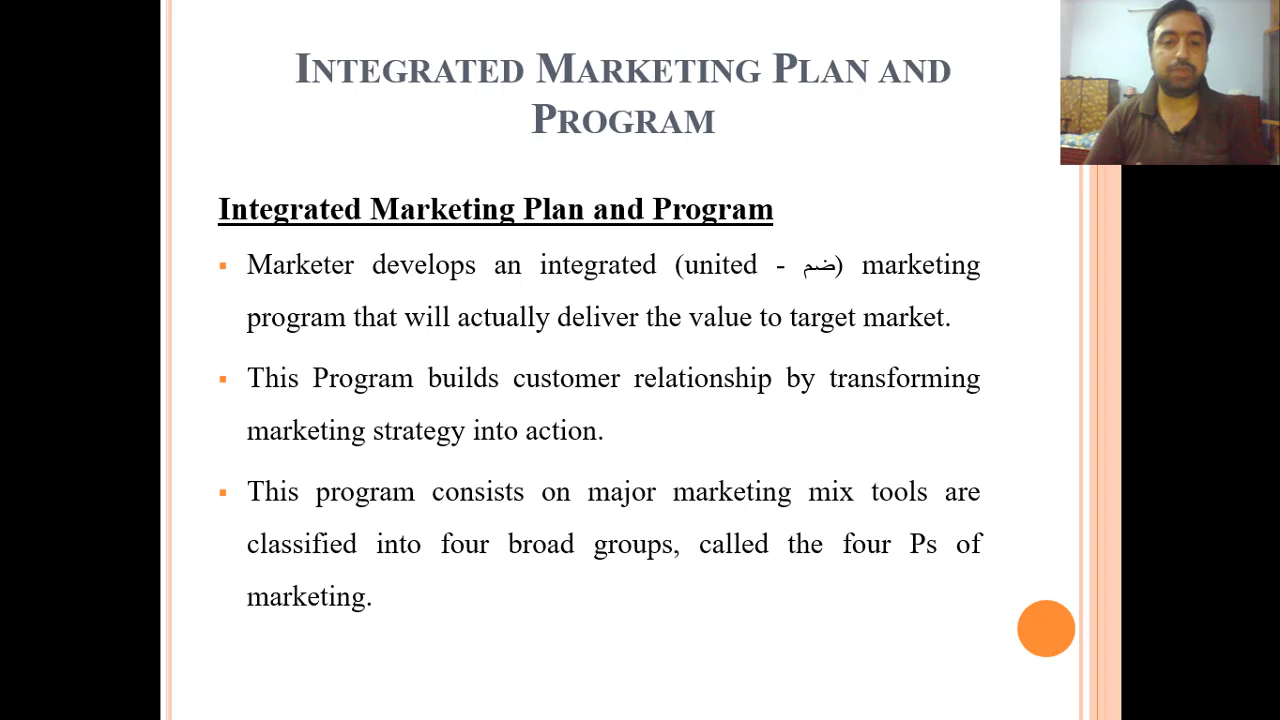 INTEGRATED MARKETING PLAN AND
PROGRAM
Integrated Marketing Plan and Program
▪ Marketer develops an integrated (united - ضم) marketing
program that will actually deliver the value to target market.
▪ This Program builds customer relationship by transforming
marketing strategy into action.
▪ This program consists on major marketing mix tools are
classified into four broad groups, called the four Ps of
marketing.